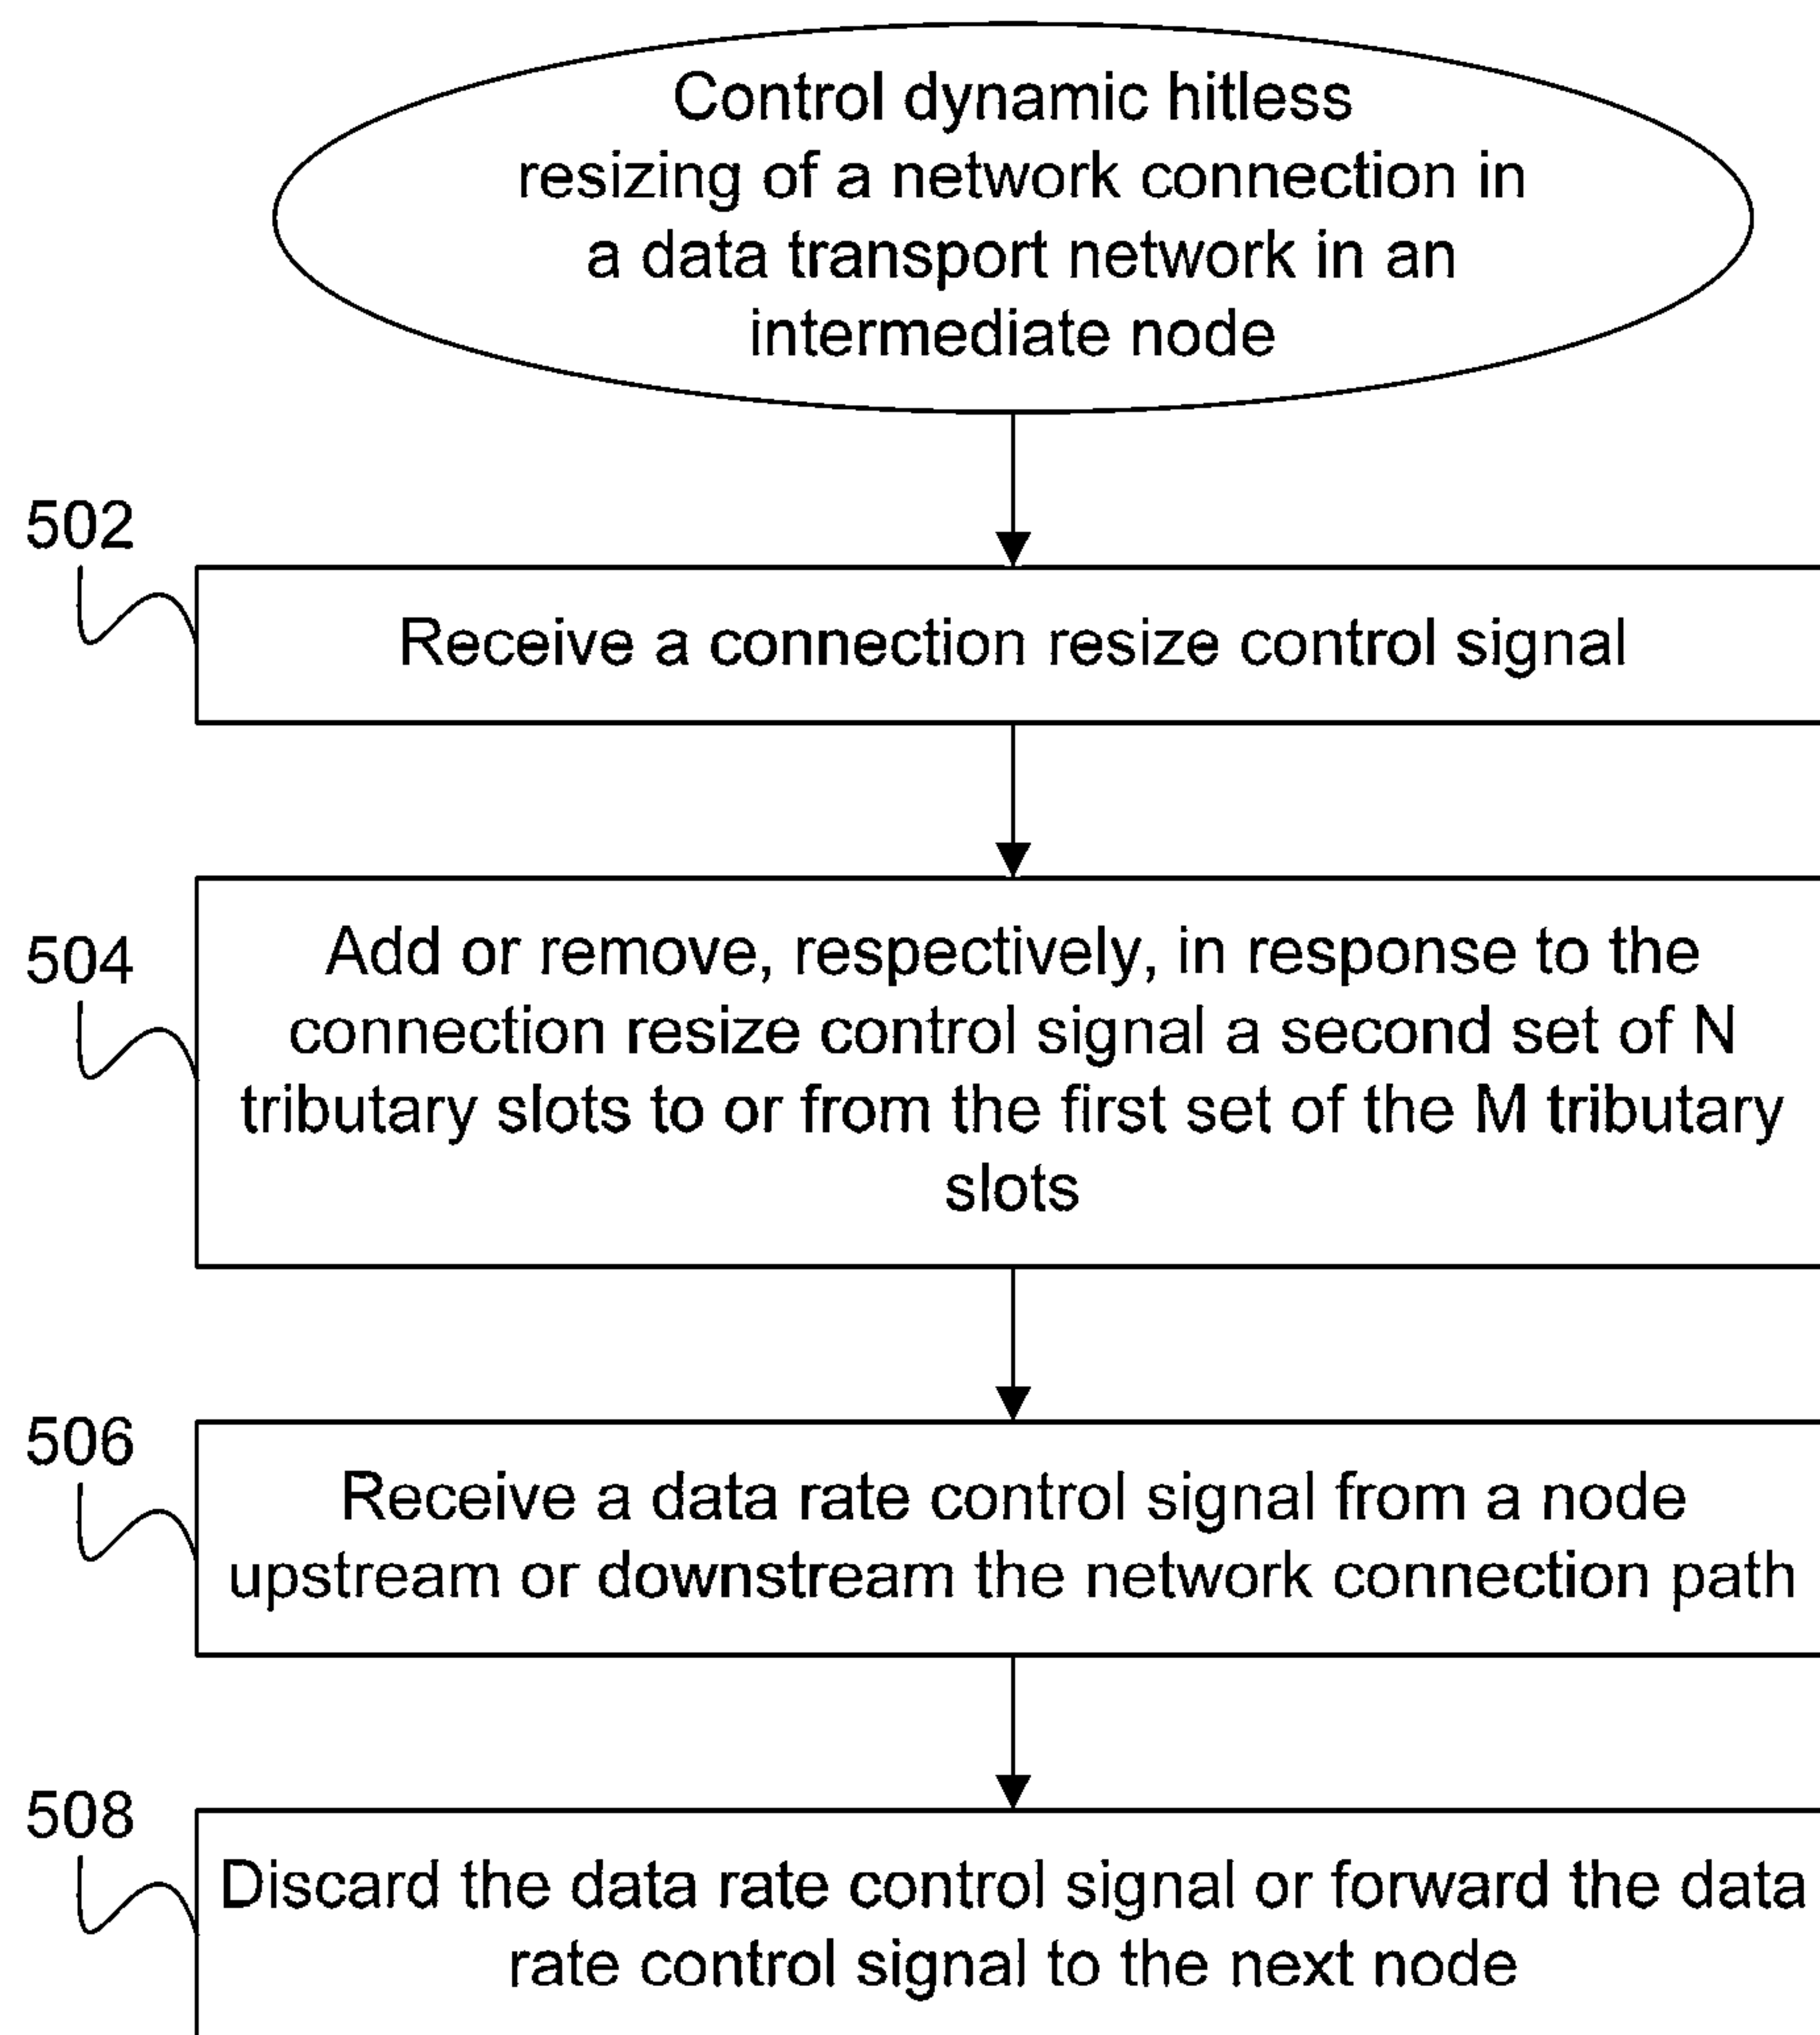 Control dynamic hitless
resizing of a network connection in
a data transport network in an
intermediate node
502
Receive a connection resize control signal
504
Add or remove, respectively, in response to the
connection resize control signal a second set of N
tributary slots to or from the first set of the M tributary
slots
506
Receive a data rate control signal from a node
upstream or downstream the network connection path
508
Discard the data rate control signal or forward the data
rate control signal to the next node